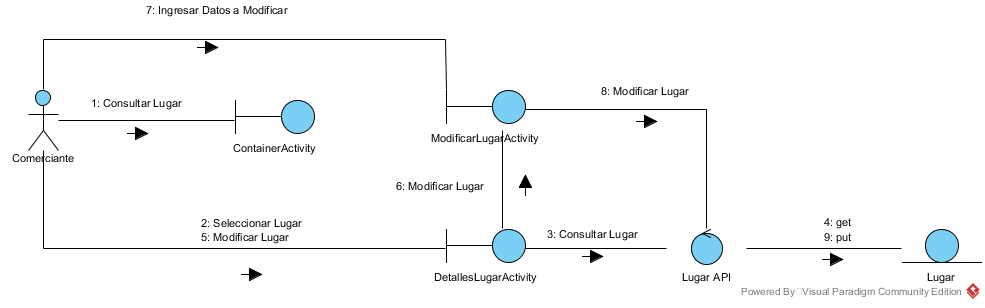 7: Ingresar Datos a Modificar
1: Consultar Lugar
8: Modificar Lugar
ModificarLugarActivity
ContainerActivity
Comerciante
6: Modificar Lugar
2: Seleccionar Lugar
5: Modificar Lugar
3: Consultar Lugar
4: get
9: put
DetallesLugarActivity
Lugar API
Lugar
Powered By Visual Paradigm Community Edition